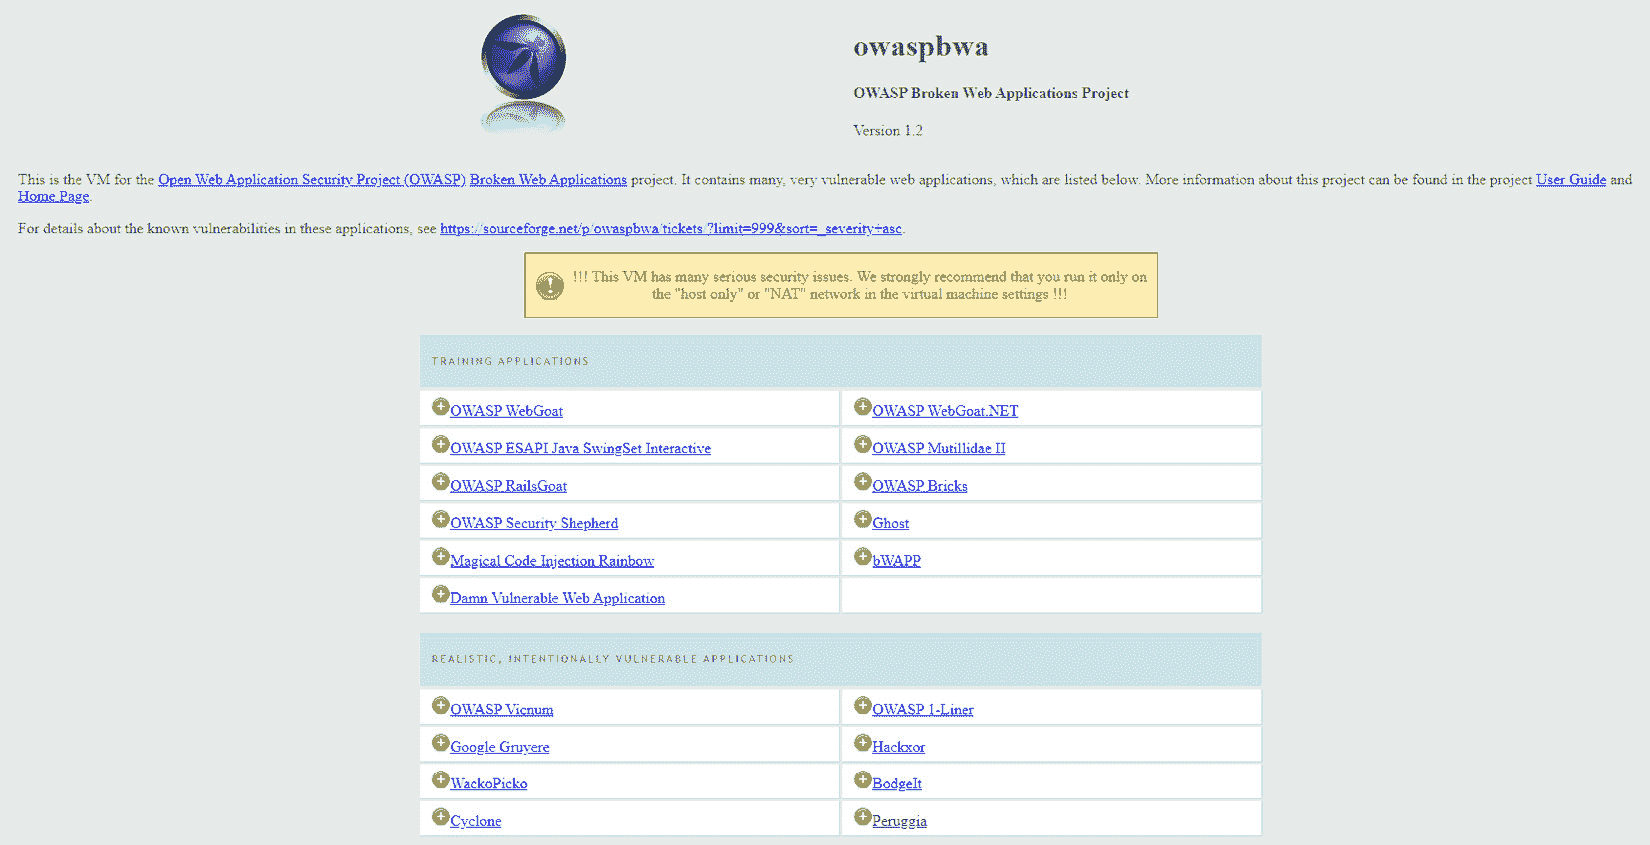 owaspbwa
OWASP Broken Web Applications Project
Version 1.2
This is the VM for the Open Web Application Security Project (OWASP) Broken Web Applications project. It contains many, very vulnerable web applications, which are listed below. More information about this project can be found in the project User Guide and
Home Page.
For details about the known vulnerabilities in these applications, see https://sourceforge.net/p/owaspbwa/tickets/?limit=999&sort=_severity+asc.
!!! This VM has many serious security issues. We strongly recommend that you run it only on
the "host only" or "NAT" network in the virtual machine settings !!!
TRAINING APPLICATIONS
OWASP WebGoat
OWASP WebGoat.NET
OWASP ESAPI Java SwingSet Interactive
OWASP Mutillidae II
OWASP RailsGoat
OWASP Bricks
OWASP Security Shepherd
Ghost
Magical Code Injection Rainbow
bWAPP
Damn Vulnerable Web Application
REALISTIC, INTENTIONALLY VULNERABLE APPLICATIONS
OWASP Vicnum
OWASP 1-Liner
Google Gruyere
Hackxor
WackoPicko
BodgeIt
Cyclone
Peruggia